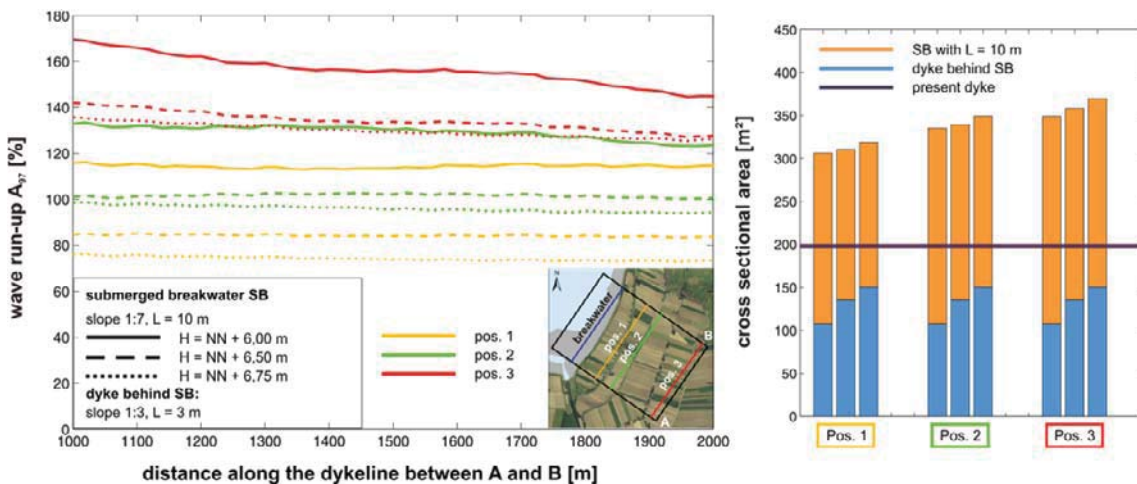 180
160
140
120
100
80
60
40
20
0
wave run-up A97 [%]
submerged breakwater SB
slope 1:7, L = 10 m
H = NN + 6,00 m
H = NN + 6,50 m
H = NN + 6,75 m
dyke behind SB:
slope 1:3, L = 3 m
pos. 1
pos. 2
pos. 3
N
breakwater
pos. 1
pos. 2
pos. 3
B
A
1000 1100 1200 1300 1400 1500 1600 1700 1800 1900 2000
distance along the dykeline between A and B [m]
450
400
350
300
250
200
150
100
50
0
cross sectional area [m²]
SB with L = 10 m
dyke behind SB
present dyke
Pos. 1 Pos. 2 Pos. 3